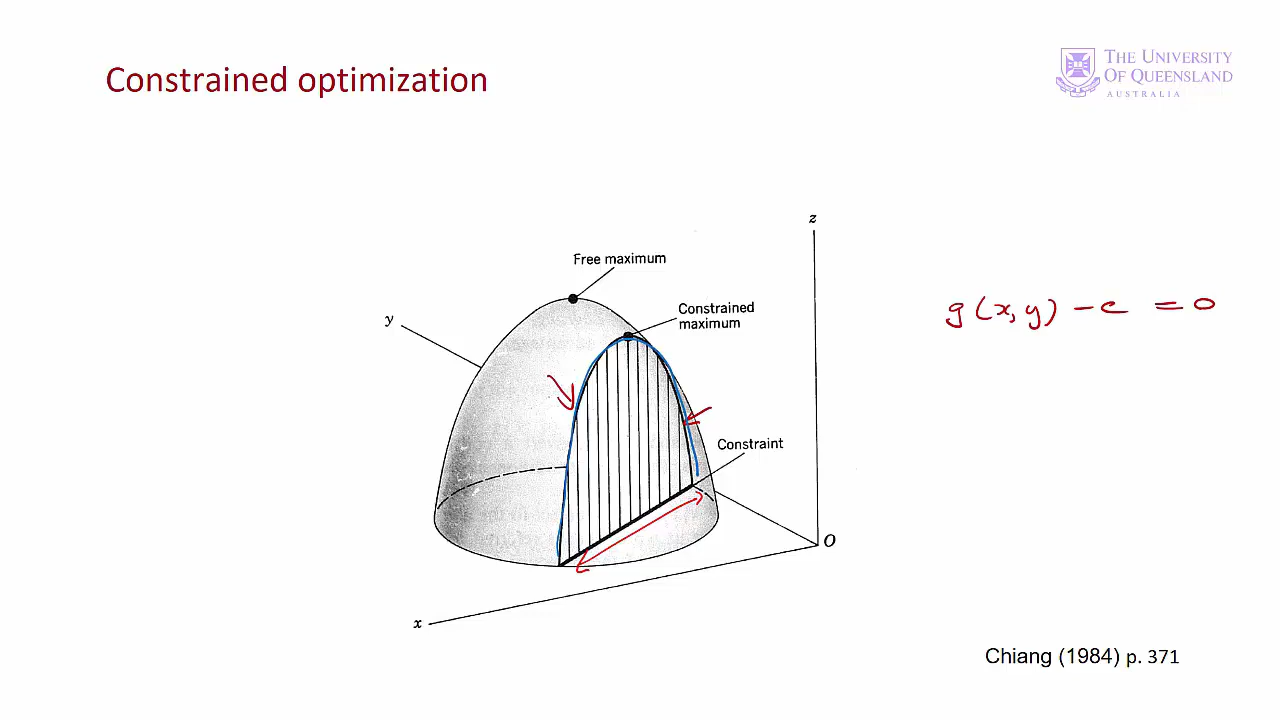 Constrained optimization
THE UNIVERSITY
OF QUEENSLAND
AUSTRALIA
z
Free maximum
Constrained
maximum
y
g(x,y) - c = 0
Constraint
O
x
Chiang (1984) p. 371